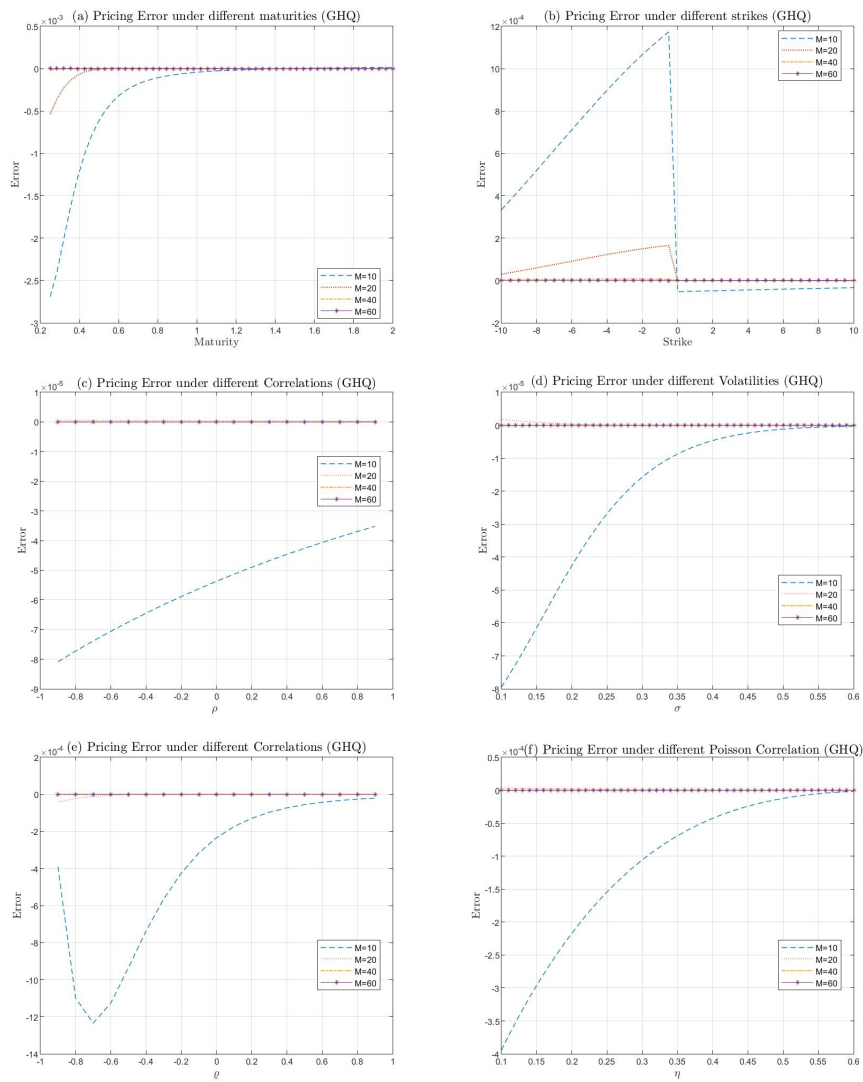 (a) Pricing Error under different maturities (GHQ)
×10⁻³
0.5
0
-0.5
-1
-1.5
-2
-2.5
-3
Error
0.2 0.4 0.6 0.8 1 1.2 1.4 1.6 1.8 2
Maturity
M=10
M=20
M=40
M=60
(b) Pricing Error under different strikes (GHQ)
×10⁻⁴
12
10
8
6
4
2
0
-2
Error
-10 -8 -6 -4 -2 0 2 4 6 8 10
Strike
M=10
M=20
M=40
M=60
(c) Pricing Error under different Correlations (GHQ)
×10⁻⁵
1
0
-1
-2
-3
-4
-5
-6
-7
-8
-9
Error
-1 -0.8 -0.6 -0.4 -0.2 0 0.2 0.4 0.6 0.8 1
ρ
M=10
M=20
M=40
M=60
(d) Pricing Error under different Volatilities (GHQ)
×10⁻⁵
1
0
-1
-2
-3
-4
-5
-6
-7
-8
Error
0.1 0.15 0.2 0.25 0.3 0.35 0.4 0.45 0.5 0.55 0.6
σ
M=10
M=20
M=40
M=60
(e) Pricing Error under different Correlations (GHQ)
×10⁻⁴
2
0
-2
-4
-6
-8
-10
-12
-14
Error
-1 -0.8 -0.6 -0.4 -0.2 0 0.2 0.4 0.6 0.8 1
ϱ
M=10
M=20
M=40
M=60
(f) Pricing Error under different Poisson Correlation (GHQ)
×10⁻⁴
0.5
0
-0.5
-1
-1.5
-2
-2.5
-3
-3.5
-4
Error
0.1 0.15 0.2 0.25 0.3 0.35 0.4 0.45 0.5 0.55 0.6
η
M=10
M=20
M=40
M=60